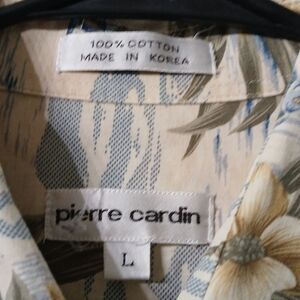 100% COTTON
MADE IN KOREA
pierre cardin
L